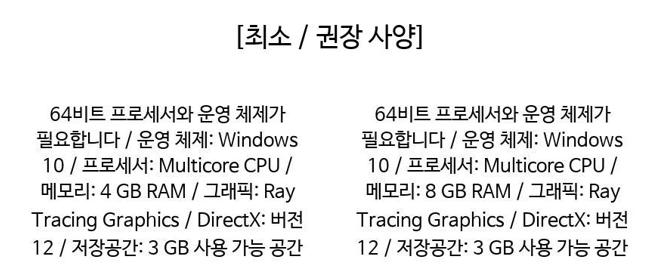 [최소 / 권장 사양]
64비트 프로세서와 운영 체제가
필요합니다 / 운영 체제: Windows
10 / 프로세서: Multicore CPU /
메모리: 4 GB RAM / 그래픽: Ray
Tracing Graphics / DirectX: 버전
12 / 저장공간: 3 GB 사용 가능 공간
64비트 프로세서와 운영 체제가
필요합니다 / 운영 체제: Windows
10 / 프로세서: Multicore CPU /
메모리: 8 GB RAM / 그래픽: Ray
Tracing Graphics / DirectX: 버전
12 / 저장공간: 3 GB 사용 가능 공간